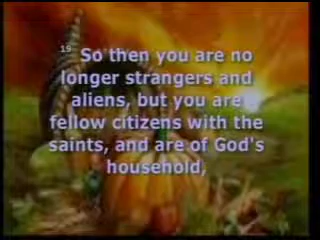 19 So then you are no
longer strangers and
aliens, but you are
fellow citizens with the
saints, and are of God's
household,